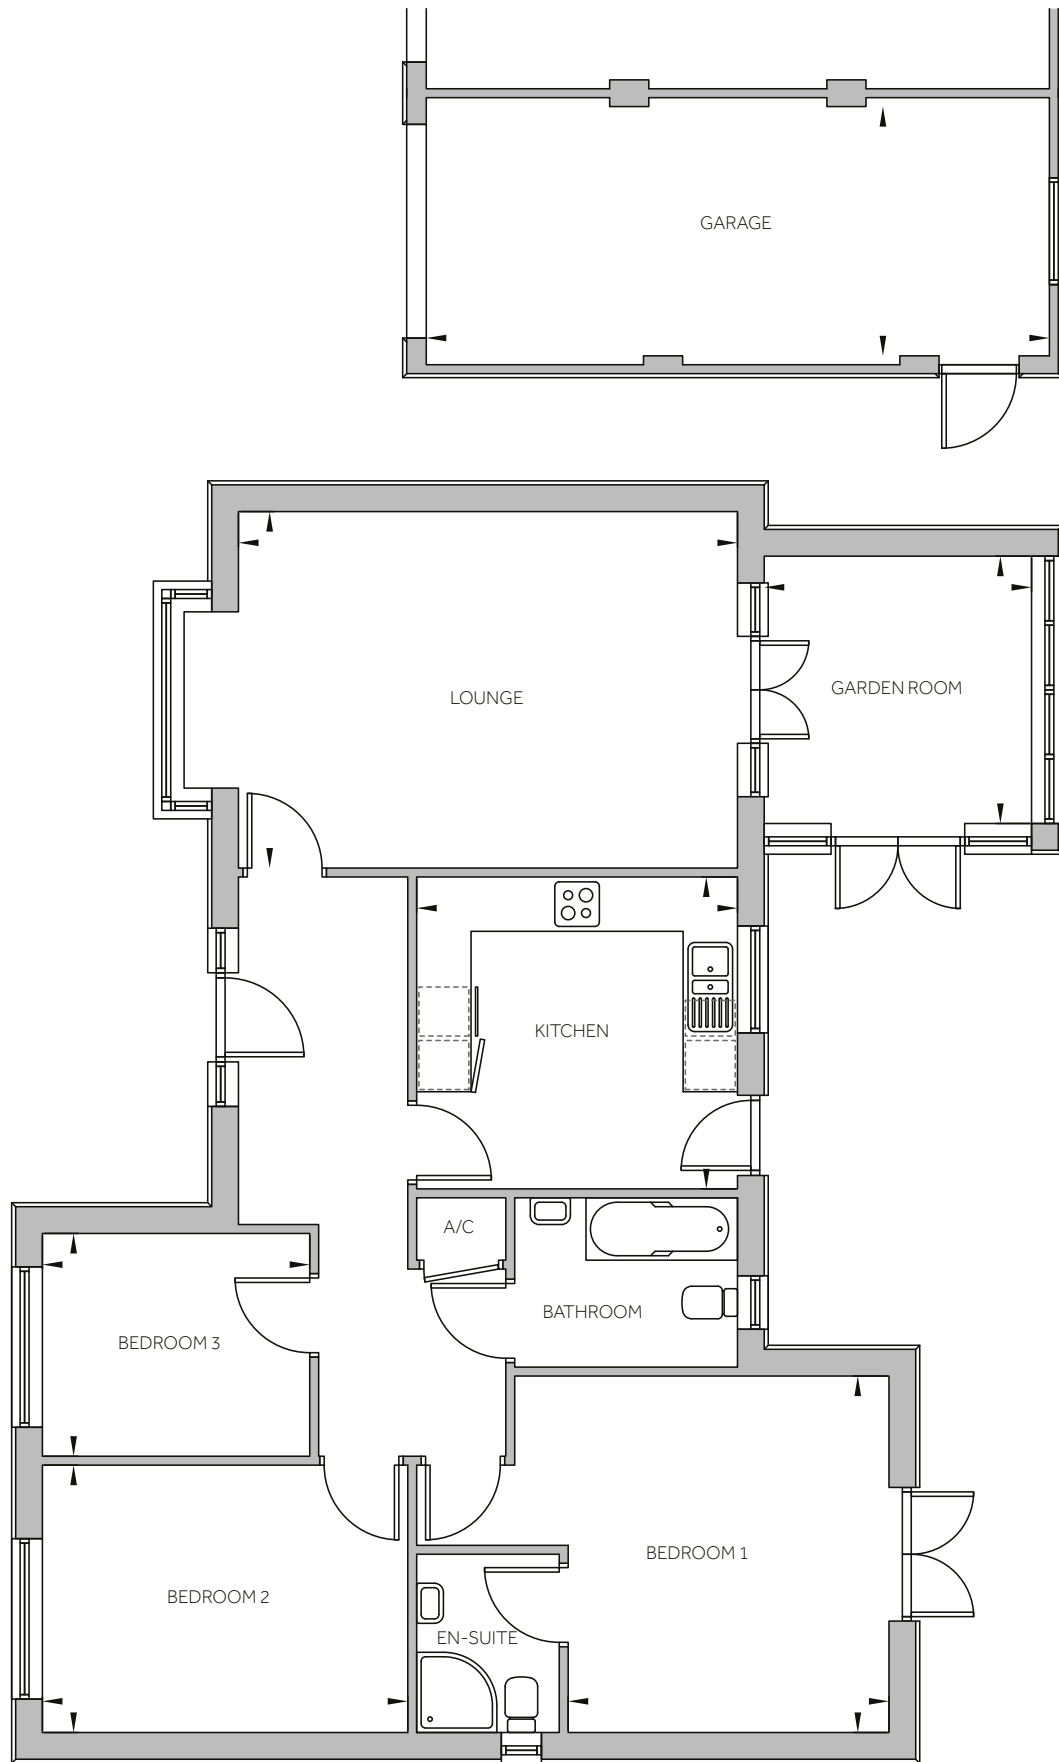 GARAGE
LOUNGE
GARDEN ROOM
KITCHEN
A/C
BATHROOM
BEDROOM 3
BEDROOM 1
BEDROOM 2
EN-SUITE